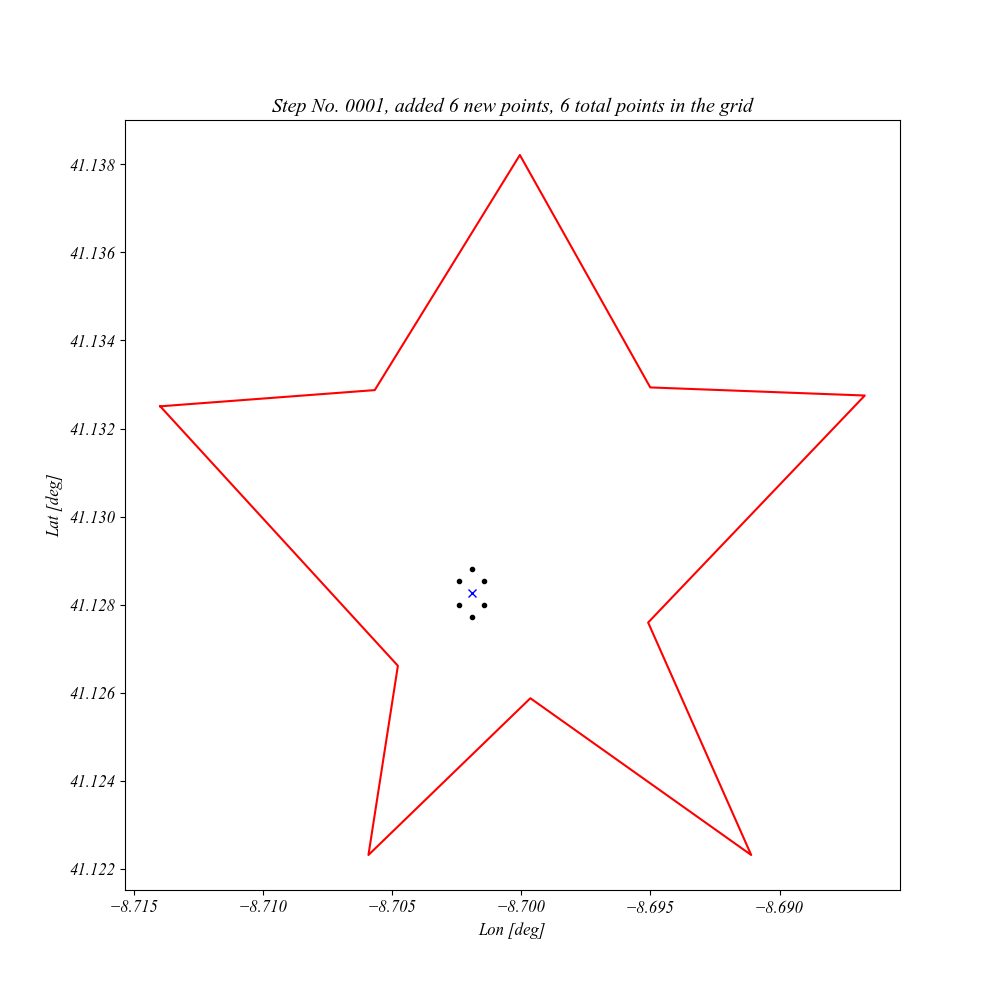 Step No. 0001, added 6 new points, 6 total points in the grid
41.138
41.136
41.134
41.132
41.130
41.128
41.126
41.124
41.122
Lat [deg]
−8.715 −8.710 −8.705 −8.700 −8.695 −8.690
Lon [deg]